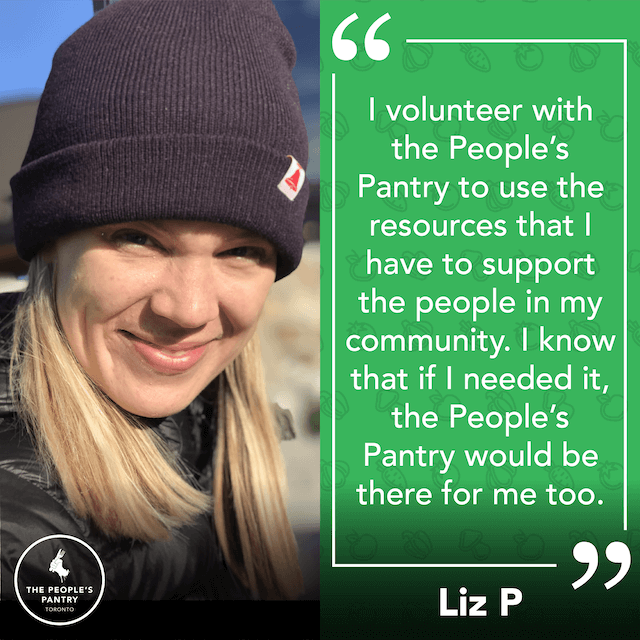 “
I volunteer with
the People’s
Pantry to use the
resources that I
have to support
the people in my
community. I know
that if I needed it,
the People’s
Pantry would be
there for me too.
”
Liz P
THE PEOPLE’S
PANTRY
TORONTO